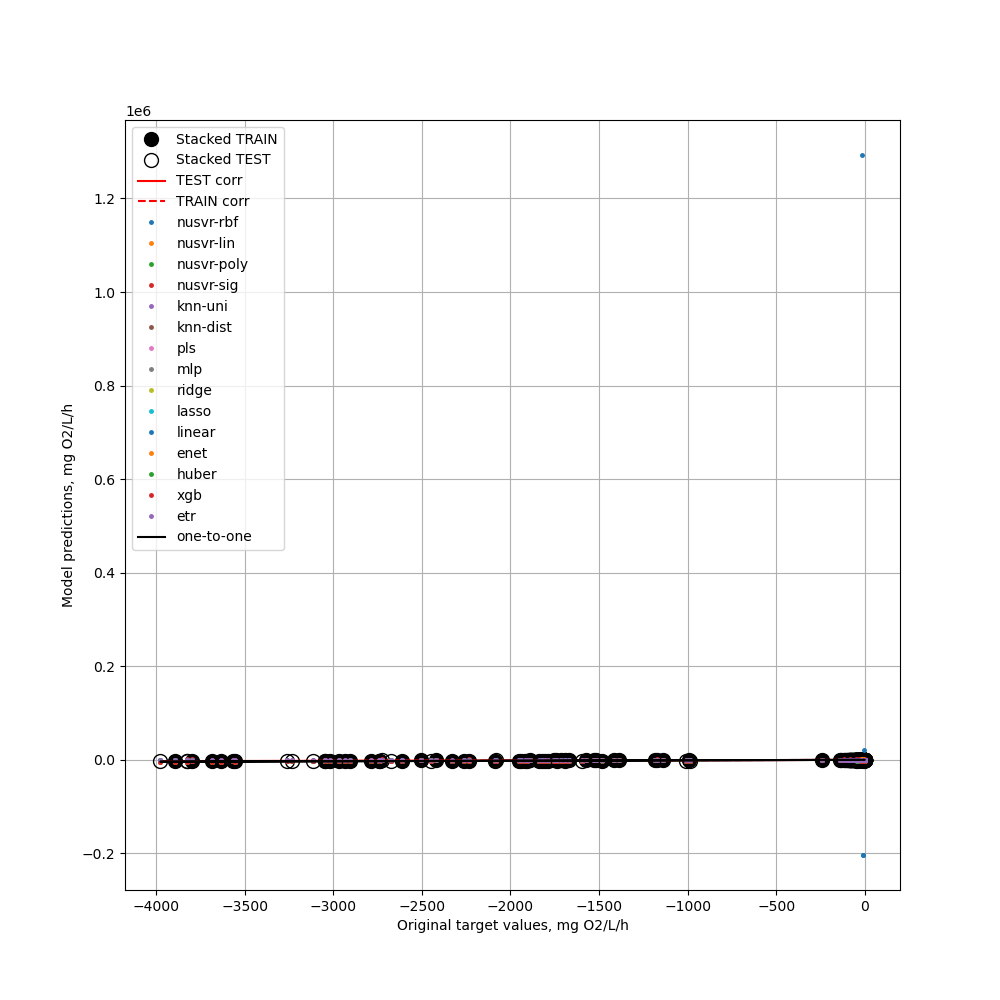 1e6
Stacked TRAIN
Stacked TEST
TEST corr
TRAIN corr
nusvr-rbf
nusvr-lin
nusvr-poly
nusvr-sig
knn-uni
knn-dist
pls
mlp
ridge
lasso
linear
enet
huber
xgb
etr
one-to-one
1.2
1.0
0.8
0.6
0.4
0.2
0.0
−0.2
Model predictions, mg O2/L/h
−4000 −3500 −3000 −2500 −2000 −1500 −1000 −500 0
Original target values, mg O2/L/h